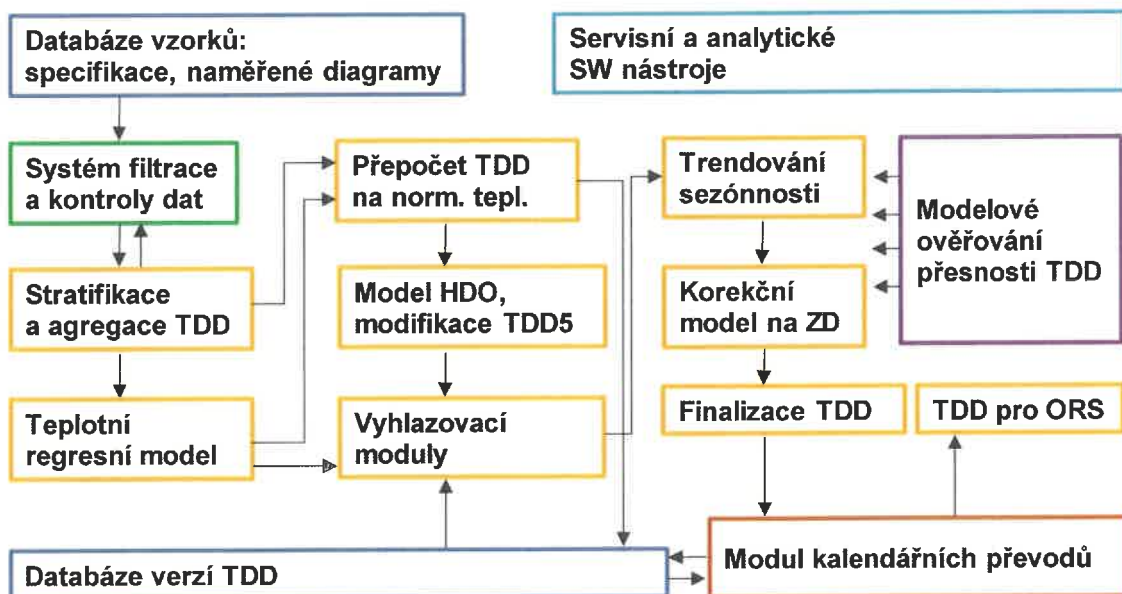 Databáze vzorků:
specifikace, naměřené diagramy
Servisní a analytické
SW nástroje
Systém filtrace
a kontroly dat
Přepočet TDD
na norm. tepl.
Trendování
sezónnosti
Modelové
ověřování
přesnosti TDD
Stratifikace
a agregace TDD
Model HDO,
modifikace TDD5
Korekční
model na ZD
Teplotní
regresní model
Vyhlazovací
moduly
Finalizace TDD
TDD pro ORS
Databáze verzí TDD
Modul kalendářních převodů